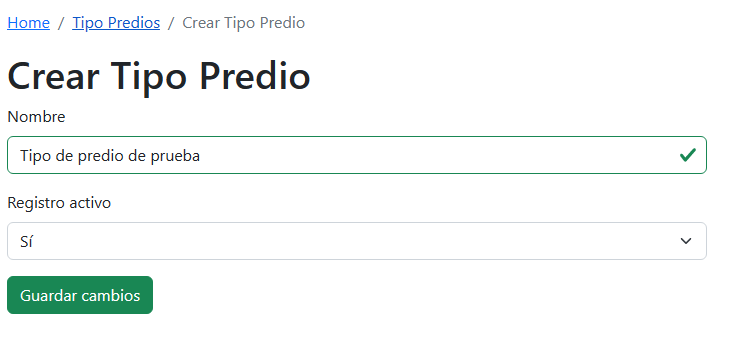 Home / Tipo Predios / Crear Tipo Predio
Crear Tipo Predio
Nombre
Tipo de predio de prueba
Registro activo
Sí
Guardar cambios